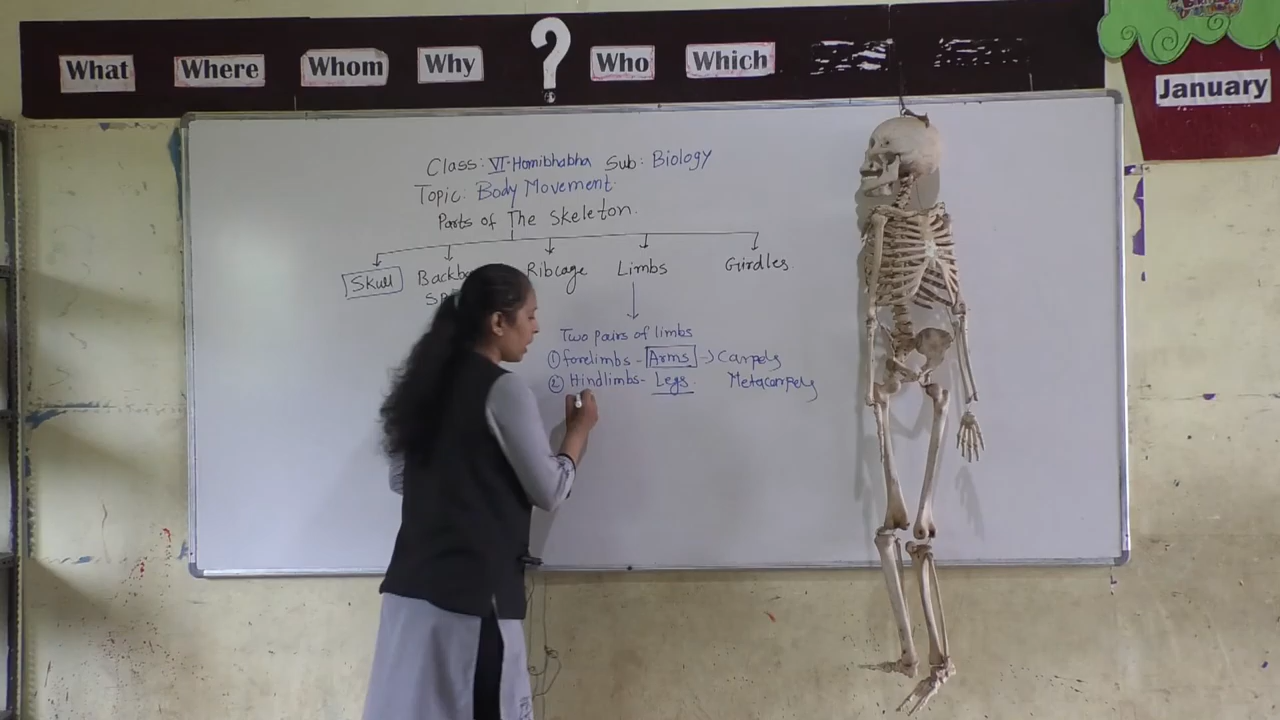 What Where Whom Why ? Who Which
January
Class: VI-Homibhabha Sub: Biology
Topic: Body Movement.
Parts of The Skeleton.
Skull Ribcage Limbs Girdles.
Two pairs of limbs
① forelimbs - Arms → Carpels
② Hindlimbs - Legs. Metacarpels